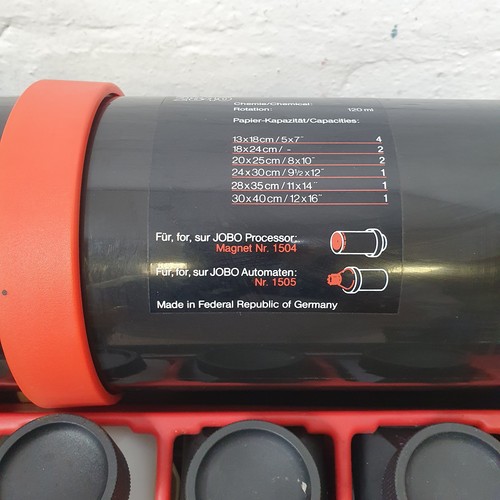 Chemie/Chemical:
Rotation: 120 ml
Papier-Kapazität/Capacities:
13x18cm / 5x7" 4
18x24cm / - 2
20x25cm / 8x10" 2
24x30cm / 9½x12" 1
28x35cm / 11x14" 1
30x40cm / 12x16" 1
Für, for, sur JOBO Processor:
Magnet Nr. 1504
Für, for, sur JOBO Automaten:
Nr. 1505
Made in Federal Republic of Germany